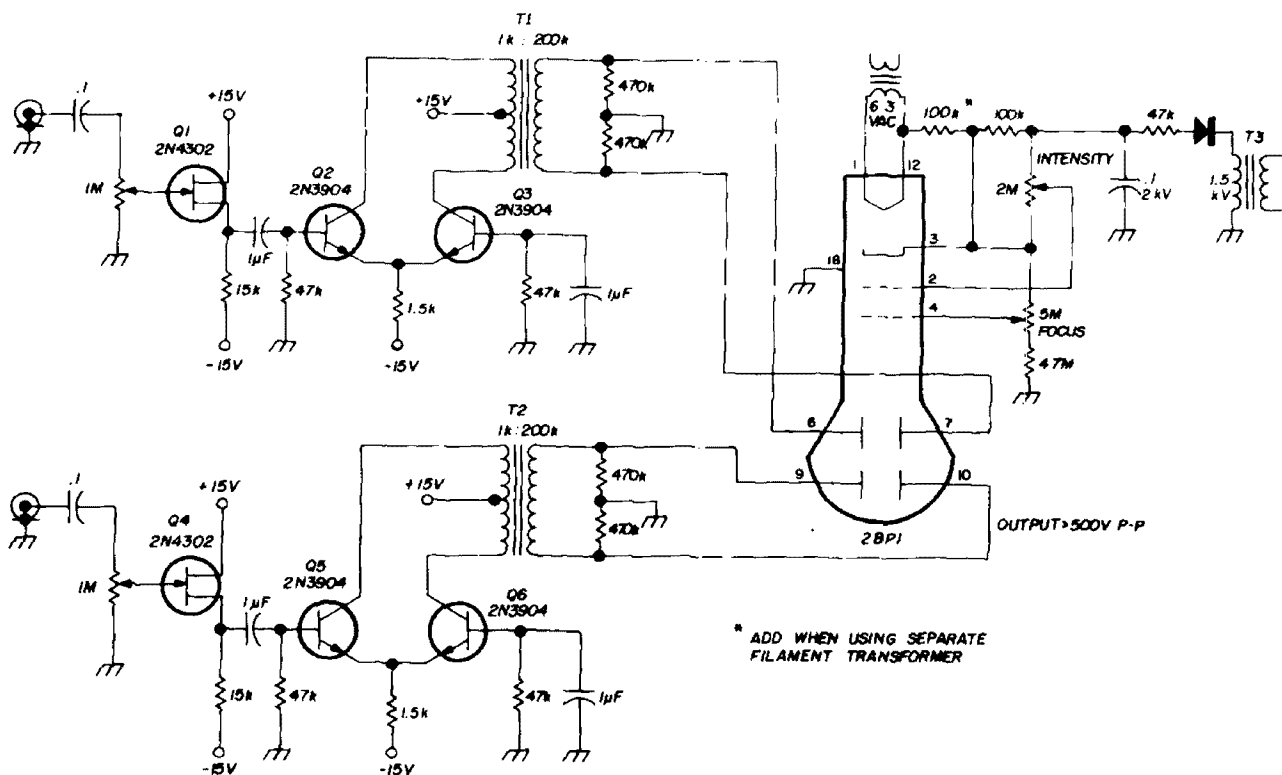 T1
1k : 200k
.1
+15V
Q1
2N4302
1M
Q2
2N3904
+15V
470k
470k
Q3
2N3904
1µF
15k
47k
1.5k
47k
1µF
-15V
-15V
6.3
VAC
100k *
100k
47k
T3
1
12
INTENSITY
2M
.1
2 kV
1.5
kV
3
18
2
4
5M
FOCUS
47M
6
7
9
10
2BP1
OUTPUT>500V P-P
T2
1k:200k
.1
+15V
Q4
2N4302
1M
Q5
2N3904
+15V
470k
470k
Q6
2N3904
1µF
15k
47k
1.5k
47k
1µF
-15V
-15V
* ADD WHEN USING SEPARATE
FILAMENT TRANSFORMER